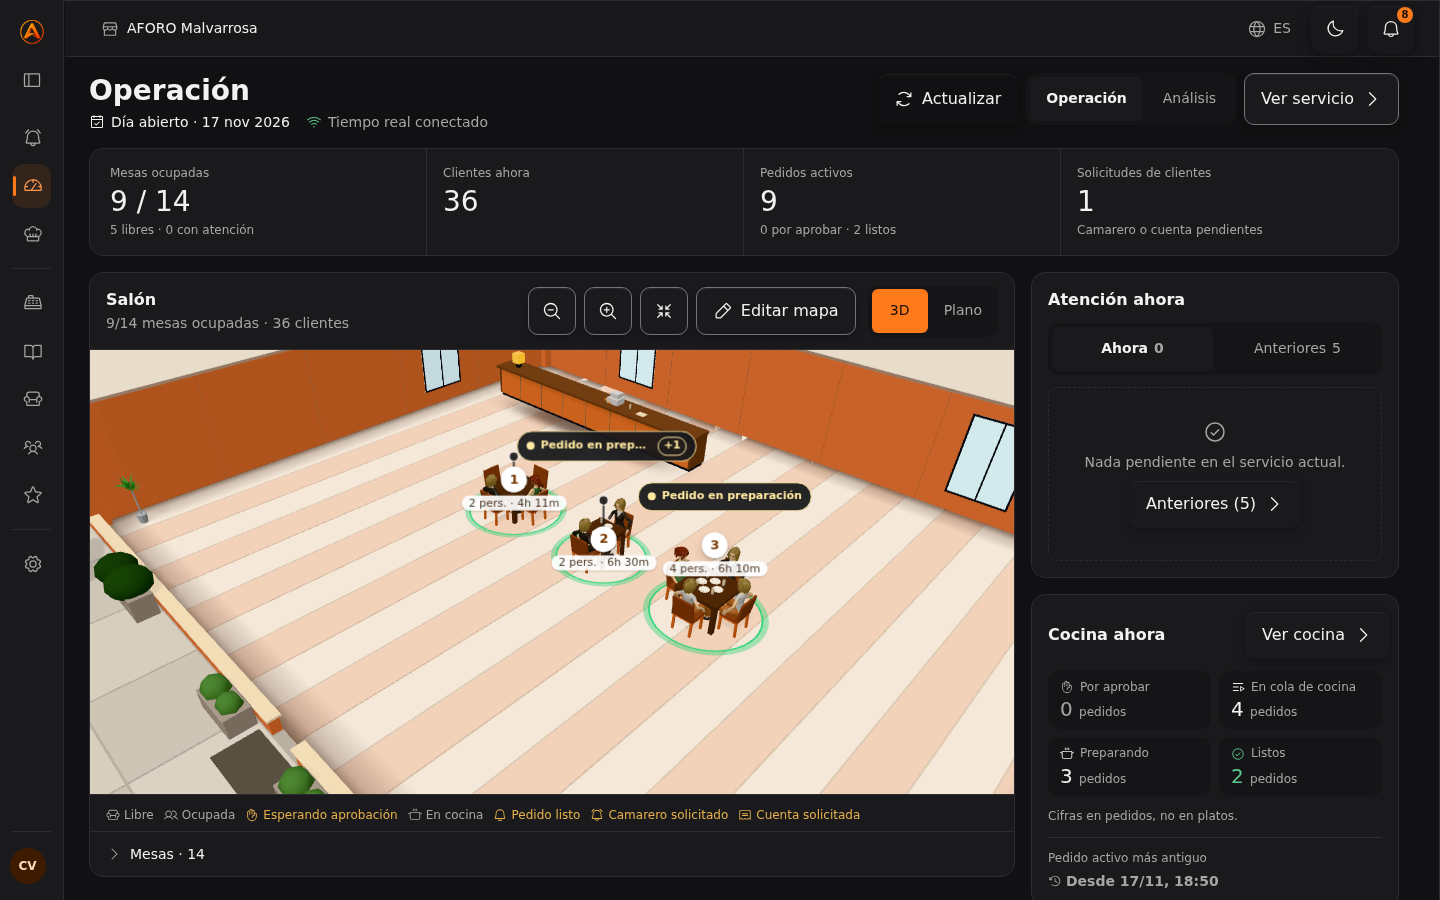 AFORO Malvarrosa
ES
8
Operación
Día abierto · 17 nov 2026
Tiempo real conectado
Actualizar
Operación
Análisis
Ver servicio
Mesas ocupadas
9 / 14
5 libres · 0 con atención
Clientes ahora
36
Pedidos activos
9
0 por aprobar · 2 listos
Solicitudes de clientes
1
Camarero o cuenta pendientes
Salón
9/14 mesas ocupadas · 36 clientes
Editar mapa
3D
Plano
Pedido en prep... +1
1
2 pers. · 4h 11m
Pedido en preparación
2
2 pers. · 6h 30m
3
4 pers. · 6h 10m
Libre
Ocupada
Esperando aprobación
En cocina
Pedido listo
Camarero solicitado
Cuenta solicitada
Mesas · 14
Atención ahora
Ahora 0
Anteriores 5
Nada pendiente en el servicio actual.
Anteriores (5)
Cocina ahora
Ver cocina
Por aprobar
0 pedidos
En cola de cocina
4 pedidos
Preparando
3 pedidos
Listos
2 pedidos
Cifras en pedidos, no en platos.
Pedido activo más antiguo
Desde 17/11, 18:50
CV